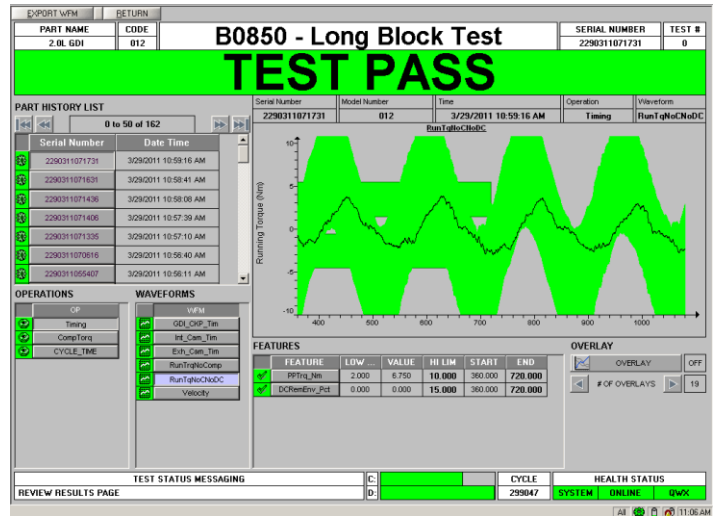 EXPORT WFM RETURN
PART NAME CODE B0850 - Long Block Test SERIAL NUMBER TEST #
2.0L GDI 012 2290311071731 0
TEST PASS
PART HISTORY LIST
0 to 50 of 162
Serial Number Date Time
2290311071731 3/29/2011 10:59:16 AM
2290311071631 3/29/2011 10:58:41 AM
2290311071436 3/29/2011 10:58:08 AM
2290311071406 3/29/2011 10:57:39 AM
2290311071335 3/29/2011 10:57:10 AM
2290311070616 3/29/2011 10:56:40 AM
2290311055407 3/29/2011 10:56:11 AM
Serial Number Model Number Time Operation Waveform
2290311071731 012 3/29/2011 10:59:16 AM Timing RunTqNoCNoDC
RunTqNoCNoDC
Running Torque (Nm)
10
5
0
-5
-10
400 500 600 700 800 900 1000
OPERATIONS
OP
Timing
CompTorq
CYCLE_TIME
WAVEFORMS
WFM
GDI_CKP_Tim
Int_Cam_Tim
Exh_Cam_Tim
RunTrqNoComp
RunTqNoCNoDC
Velocity
FEATURES
FEATURE LOW ... VALUE HI LIM START END
PPTrq_Nm 2.000 6.750 10.000 360.000 720.000
DCRemEnv_Pct 0.000 0.000 15.000 360.000 720.000
OVERLAY
OVERLAY OFF
# OF OVERLAYS 19
TEST STATUS MESSAGING C: CYCLE HEALTH STATUS
REVIEW RESULTS PAGE D: 299047 SYSTEM ONLINE QWX
All 11:06 AM